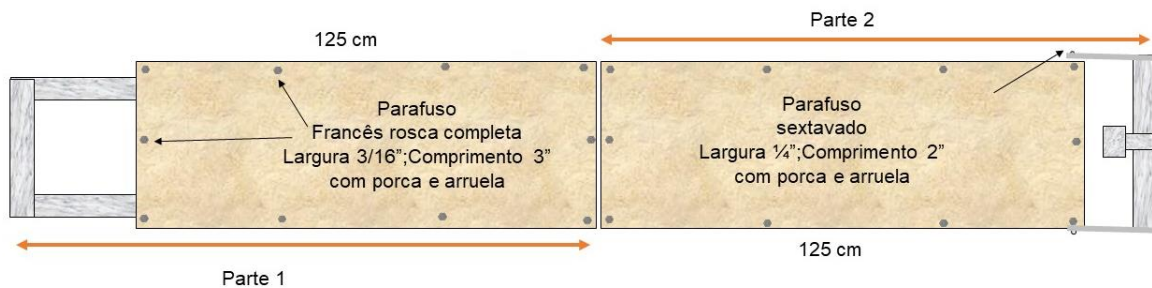 Parte 2
125 cm
Parafuso
Francês rosca completa
Largura 3/16”;Comprimento 3”
com porca e arruela
Parafuso
sextavado
Largura ¼”;Comprimento 2”
com porca e arruela
125 cm
Parte 1